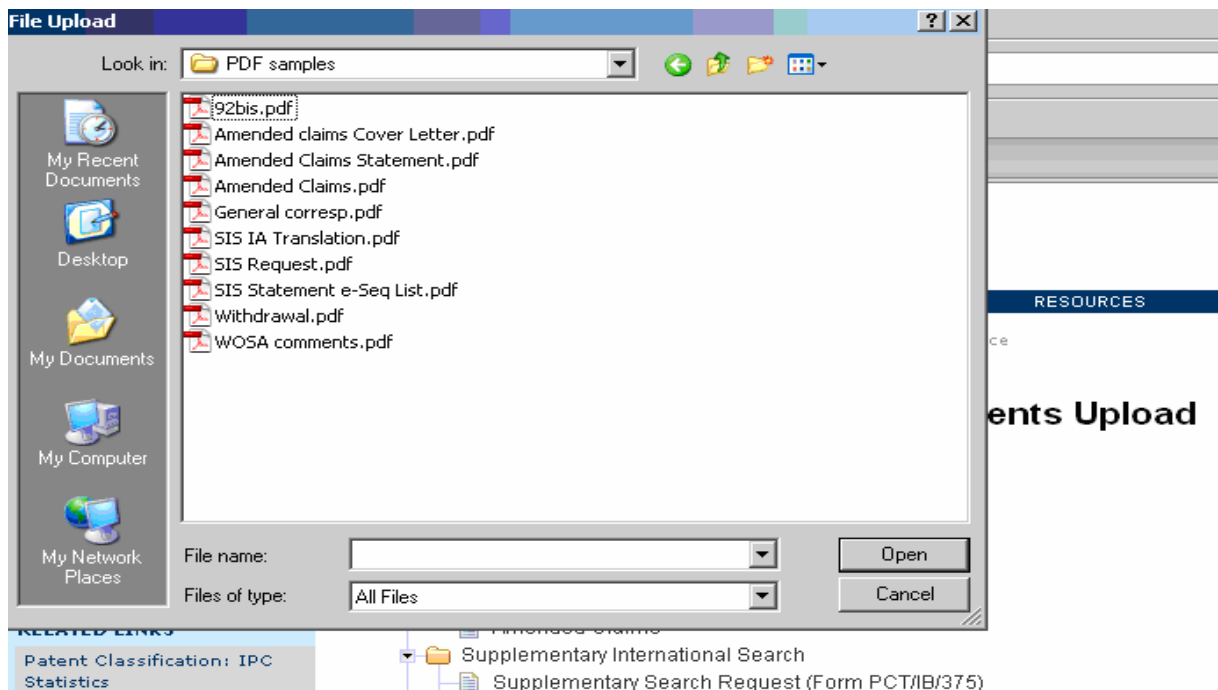 File Upload
Look in:
PDF samples
My Recent
Documents
Desktop
My Documents
My Computer
My Network
Places
92bis.pdf
Amended claims Cover Letter.pdf
Amended Claims Statement.pdf
Amended Claims.pdf
General corresp.pdf
SIS IA Translation.pdf
SIS Request.pdf
SIS Statement e-Seq List.pdf
Withdrawal.pdf
WOSA comments.pdf
File name:
Open
Files of type:
All Files
Cancel
RESOURCES
ce
ents Upload
RELATED LINKS
Patent Classification: IPC
Statistics
Amended Claims
Supplementary International Search
Supplementary Search Request (Form PCT/IB/375)